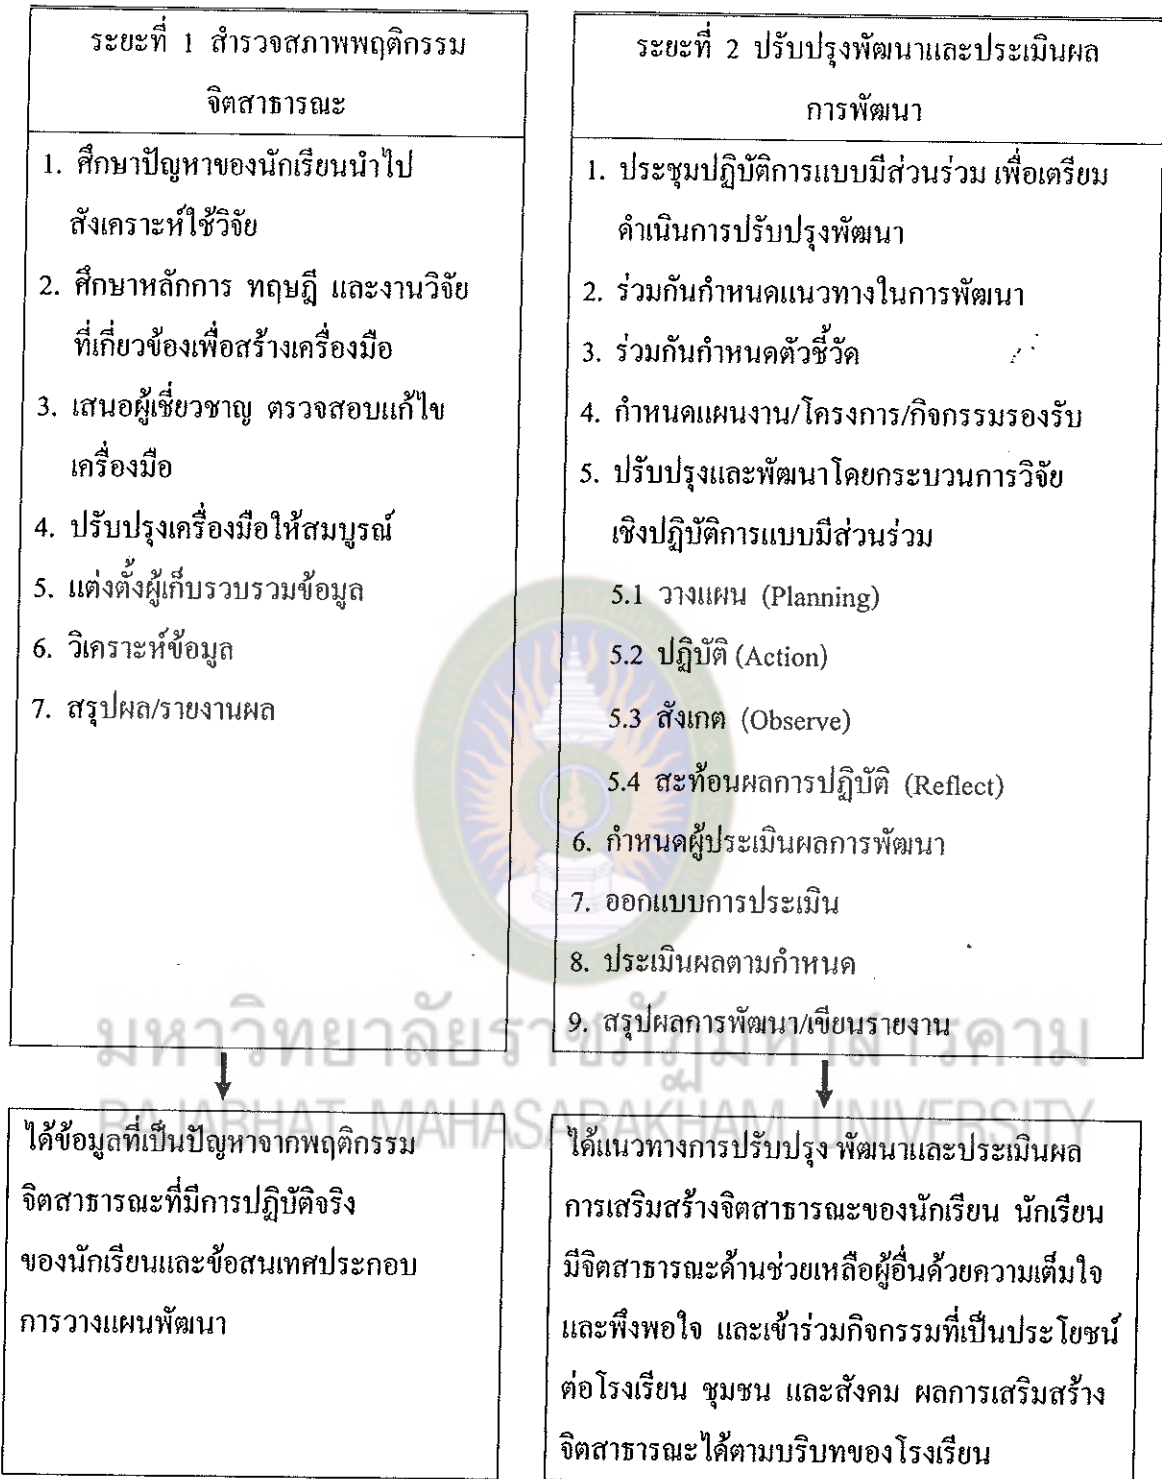 ระยะที่ 1 สำรวจสภาพพฤติกรรม
จิตสาธารณะ
1. ศึกษาปัญหาของนักเรียนนำไป
สังเคราะห์ใช้วิจัย
2. ศึกษาหลักการ ทฤษฎี และงานวิจัย
ที่เกี่ยวข้องเพื่อสร้างเครื่องมือ
3. เสนอผู้เชี่ยวชาญ ตรวจสอบแก้ไข
เครื่องมือ
4. ปรับปรุงเครื่องมือให้สมบูรณ์
5. แต่งตั้งผู้เก็บรวบรวมข้อมูล
6. วิเคราะห์ข้อมูล
7. สรุปผล/รายงานผล
ระยะที่ 2 ปรับปรุงพัฒนาและประเมินผล
การพัฒนา
1. ประชุมปฏิบัติการแบบมีส่วนร่วม เพื่อเตรียม
ดำเนินการปรับปรุงพัฒนา
2. ร่วมกันกำหนดแนวทางในการพัฒนา
3. ร่วมกันกำหนดตัวชี้วัด
4. กำหนดแผนงาน/โครงการ/กิจกรรมรองรับ
5. ปรับปรุงและพัฒนาโดยกระบวนการวิจัย
เชิงปฏิบัติการแบบมีส่วนร่วม
5.1 วางแผน (Planning)
5.2 ปฏิบัติ (Action)
5.3 สังเกต (Observe)
5.4 สะท้อนผลการปฏิบัติ (Reflect)
6. กำหนดผู้ประเมินผลการพัฒนา
7. ออกแบบการประเมิน
8. ประเมินผลตามกำหนด
9. สรุปผลการพัฒนา/เขียนรายงาน
มหาวิทยาลัยราชภัฏมหาสารคาม
RAJABHAT MAHASARAKHAM UNIVERSITY
ได้ข้อมูลที่เป็นปัญหาจากพฤติกรรม
จิตสาธารณะที่มีการปฏิบัติจริง
ของนักเรียนและข้อสนเทศประกอบ
การวางแผนพัฒนา
ได้แนวทางการปรับปรุง พัฒนาและประเมินผล
การเสริมสร้างจิตสาธารณะของนักเรียน นักเรียน
มีจิตสาธารณะด้านช่วยเหลือผู้อื่นด้วยความเต็มใจ
และพึงพอใจ และเข้าร่วมกิจกรรมที่เป็นประโยชน์
ต่อโรงเรียน ชุมชน และสังคม ผลการเสริมสร้าง
จิตสาธารณะได้ตามบริบทของโรงเรียน